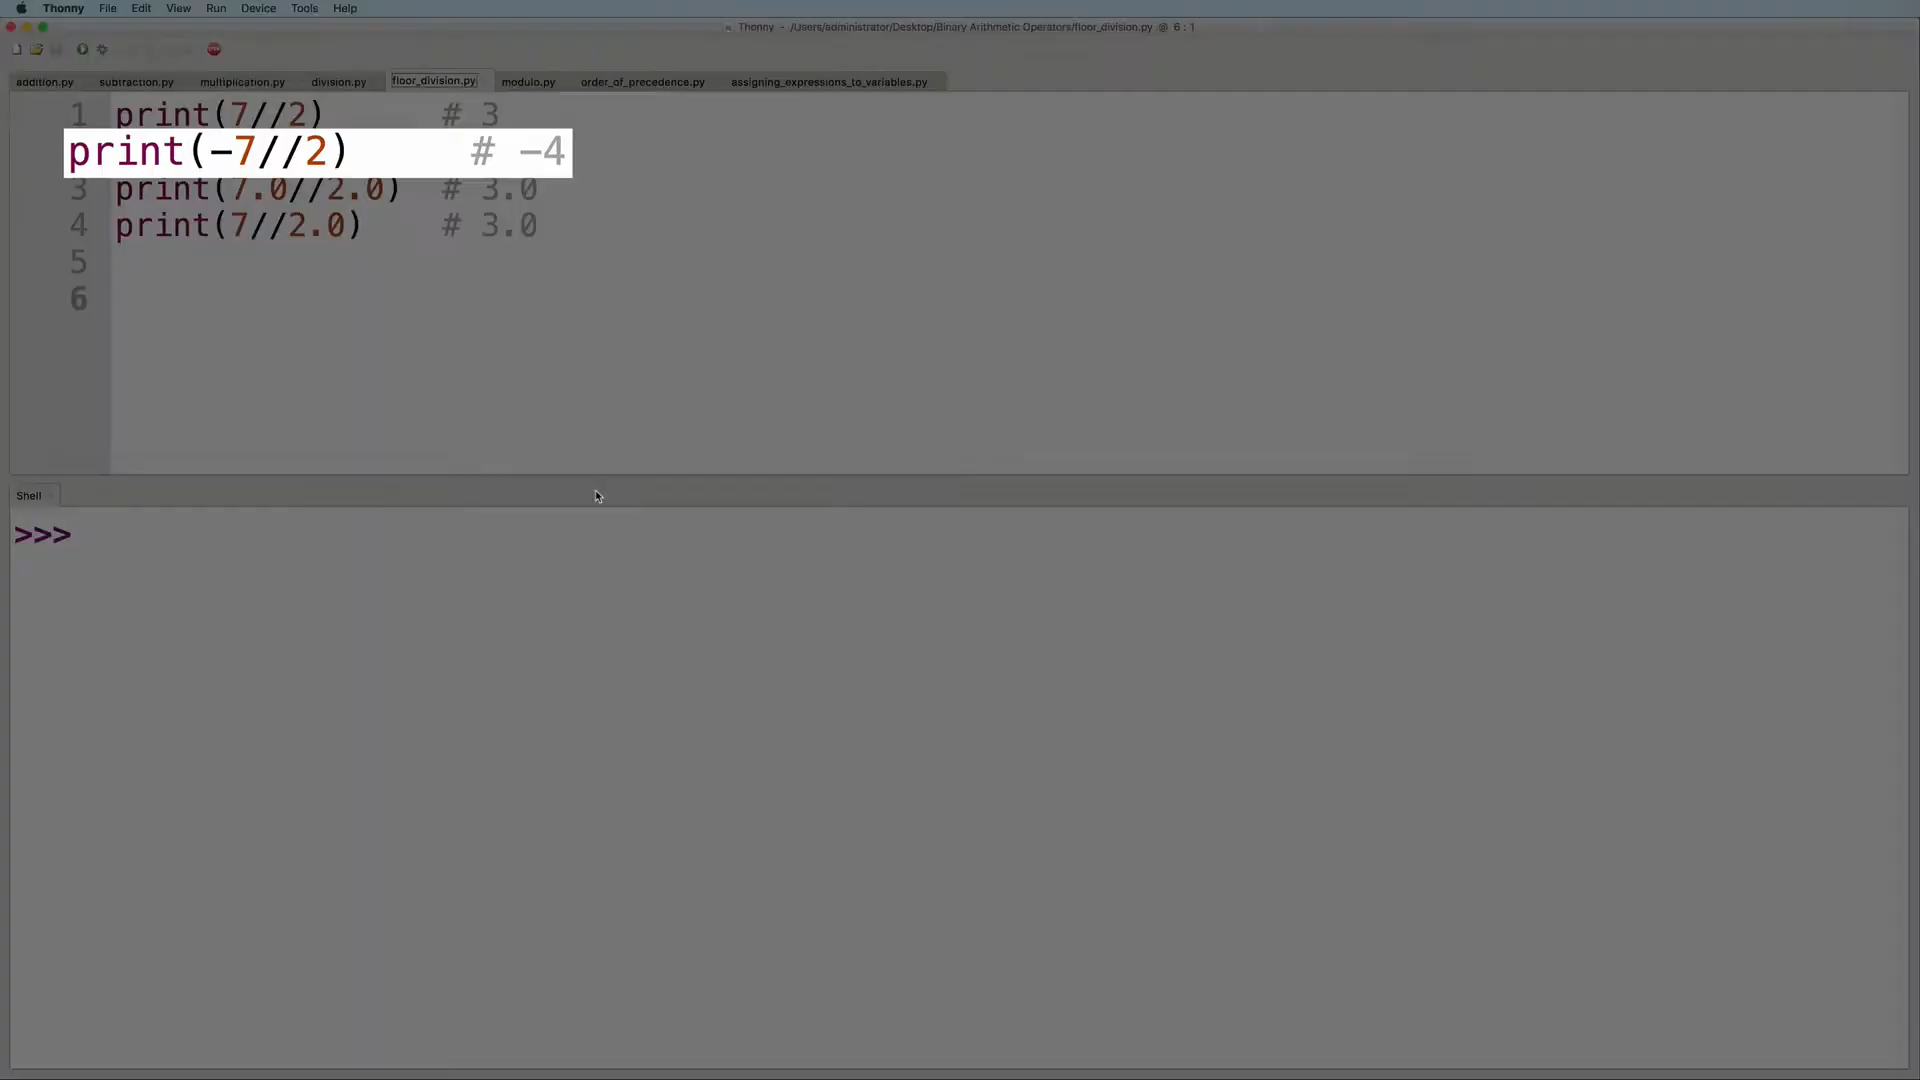 Thonny File Edit View Run Device Tools Help
Thonny - /Users/administrator/Desktop/Binary Arithmetic Operators/floor_division.py @ 6 : 1
addition.py subtraction.py multiplication.py division.py floor_division.py modulo.py order_of_precedence.py assigning_expressions_to_variables.py
1 print(7//2) # 3
print(-7//2) # -4
3 print(7.0//2.0) # 3.0
4 print(7//2.0) # 3.0
5
6
Shell
>>>